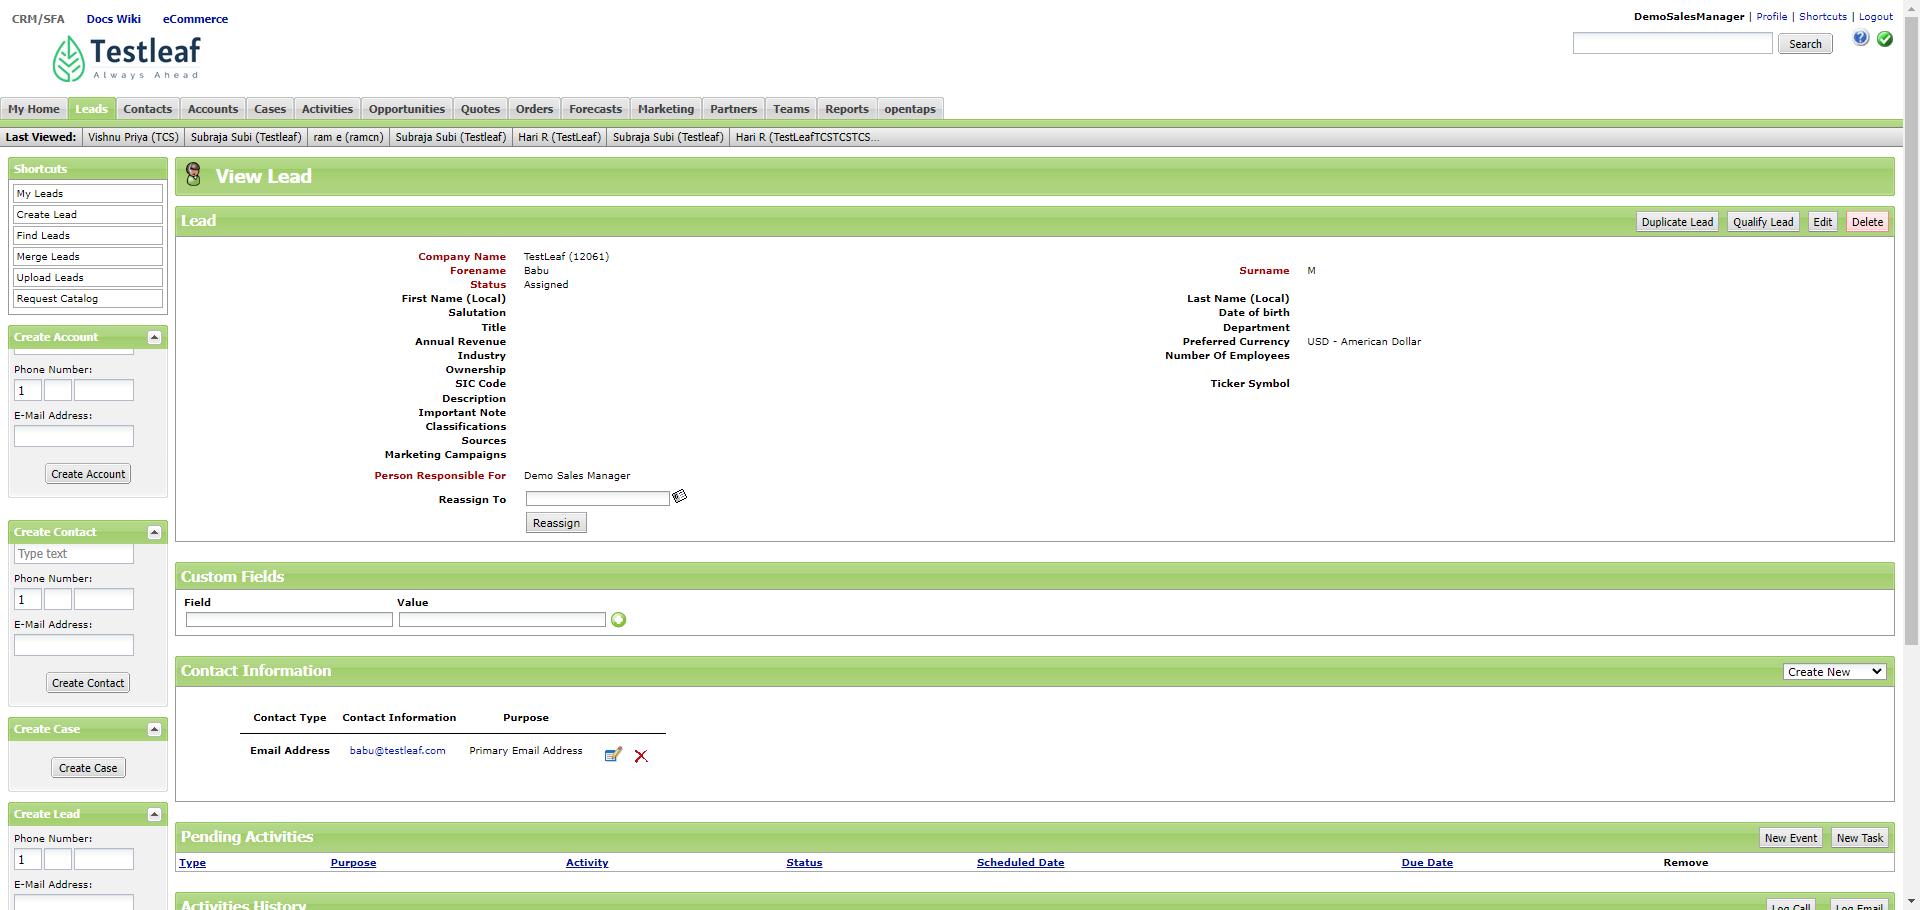 CRM/SFA Docs Wiki eCommerce
DemoSalesManager | Profile | Shortcuts | Logout
Testleaf
Always Ahead
Search
My Home Leads Contacts Accounts Cases Activities Opportunities Quotes Orders Forecasts Marketing Partners Teams Reports opentaps
Last Viewed: Vishnu Priya (TCS) Subraja Subi (Testleaf) ram e (ramcn) Subraja Subi (Testleaf) Hari R (TestLeaf) Subraja Subi (Testleaf) Hari R (TestLeafTCSTCSTCS...
Shortcuts
My Leads
Create Lead
Find Leads
Merge Leads
Upload Leads
Request Catalog
Create Account
Phone Number:
1
E-Mail Address:
Create Account
Create Contact
Type text
Phone Number:
1
E-Mail Address:
Create Contact
Create Case
Create Case
Create Lead
Phone Number:
1
E-Mail Address:
View Lead
Lead
Duplicate Lead Qualify Lead Edit Delete
Company Name TestLeaf (12061)
Forename Babu Surname M
Status Assigned
First Name (Local) Last Name (Local)
Salutation Date of birth
Title Department
Annual Revenue Preferred Currency USD - American Dollar
Industry Number Of Employees
Ownership
SIC Code Ticker Symbol
Description
Important Note
Classifications
Sources
Marketing Campaigns
Person Responsible For Demo Sales Manager
Reassign To
Reassign
Custom Fields
Field Value
Contact Information
Create New
Contact Type Contact Information Purpose
Email Address babu@testleaf.com Primary Email Address
Pending Activities
New Event New Task
Type Purpose Activity Status Scheduled Date Due Date Remove
Activities History
Log Call Log Email